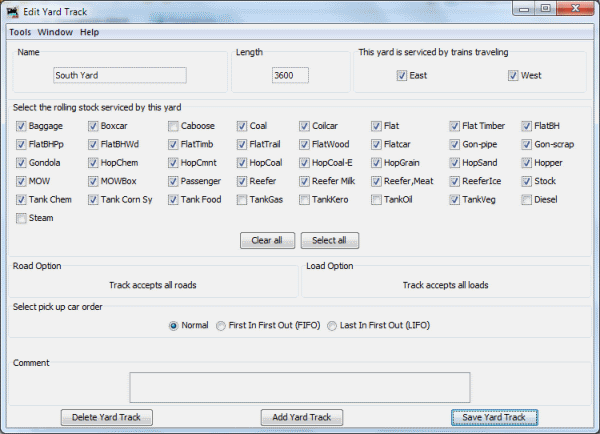 Edit Yard Track
Tools Window Help
Name Length This yard is serviced by trains traveling
South Yard 3600 East West
Select the rolling stock serviced by this yard
Baggage Boxcar Caboose Coal Coilcar Flat Flat Timber FlatBH
FlatBHPp FlatBHWd FlatTimb FlatTrail FlatWood Flatcar Gon-pipe Gon-scrap
Gondola HopChem HopCmnt HopCoal HopCoal-E HopGrain HopSand Hopper
MOW MOWBox Passenger Reefer Reefer Milk Reefer,Meat ReeferIce Stock
Tank Chem Tank Corn Sy Tank Food TankGas TankKero TankOil TankVeg Diesel
Steam
Clear all Select all
Road Option Load Option
Track accepts all roads Track accepts all loads
Select pick up car order
Normal First In First Out (FIFO) Last In First Out (LIFO)
Comment
Delete Yard Track Add Yard Track Save Yard Track